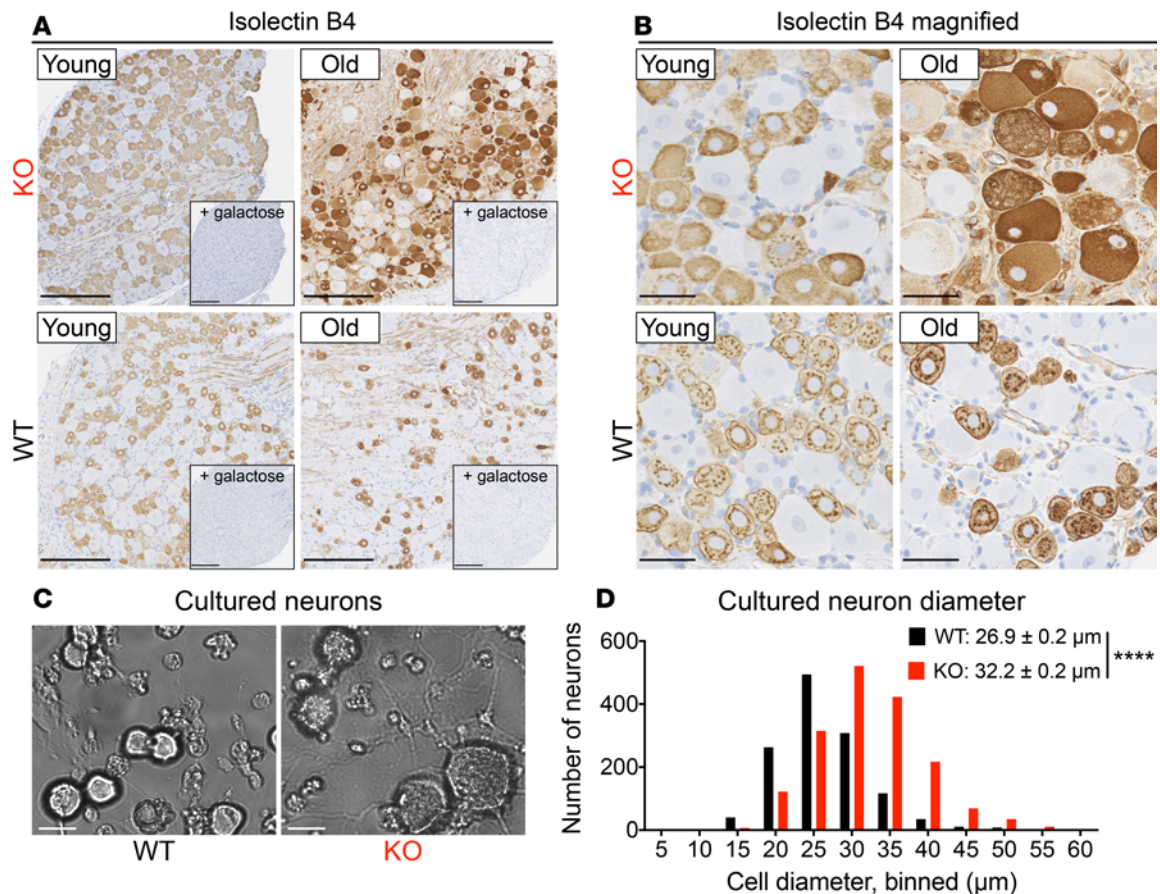 A
Isolectin B4
Young
Old
KO
+ galactose
+ galactose
Young
Old
WT
+ galactose
+ galactose
B
Isolectin B4 magnified
Young
Old
KO
Young
Old
WT
C
Cultured neurons
WT
KO
D
Cultured neuron diameter
WT: 26.9 ± 0.2 µm
KO: 32.2 ± 0.2 µm
****
Number of neurons
600
400
200
0
5 10 15 20 25 30 35 40 45 50 55 60
Cell diameter, binned (µm)